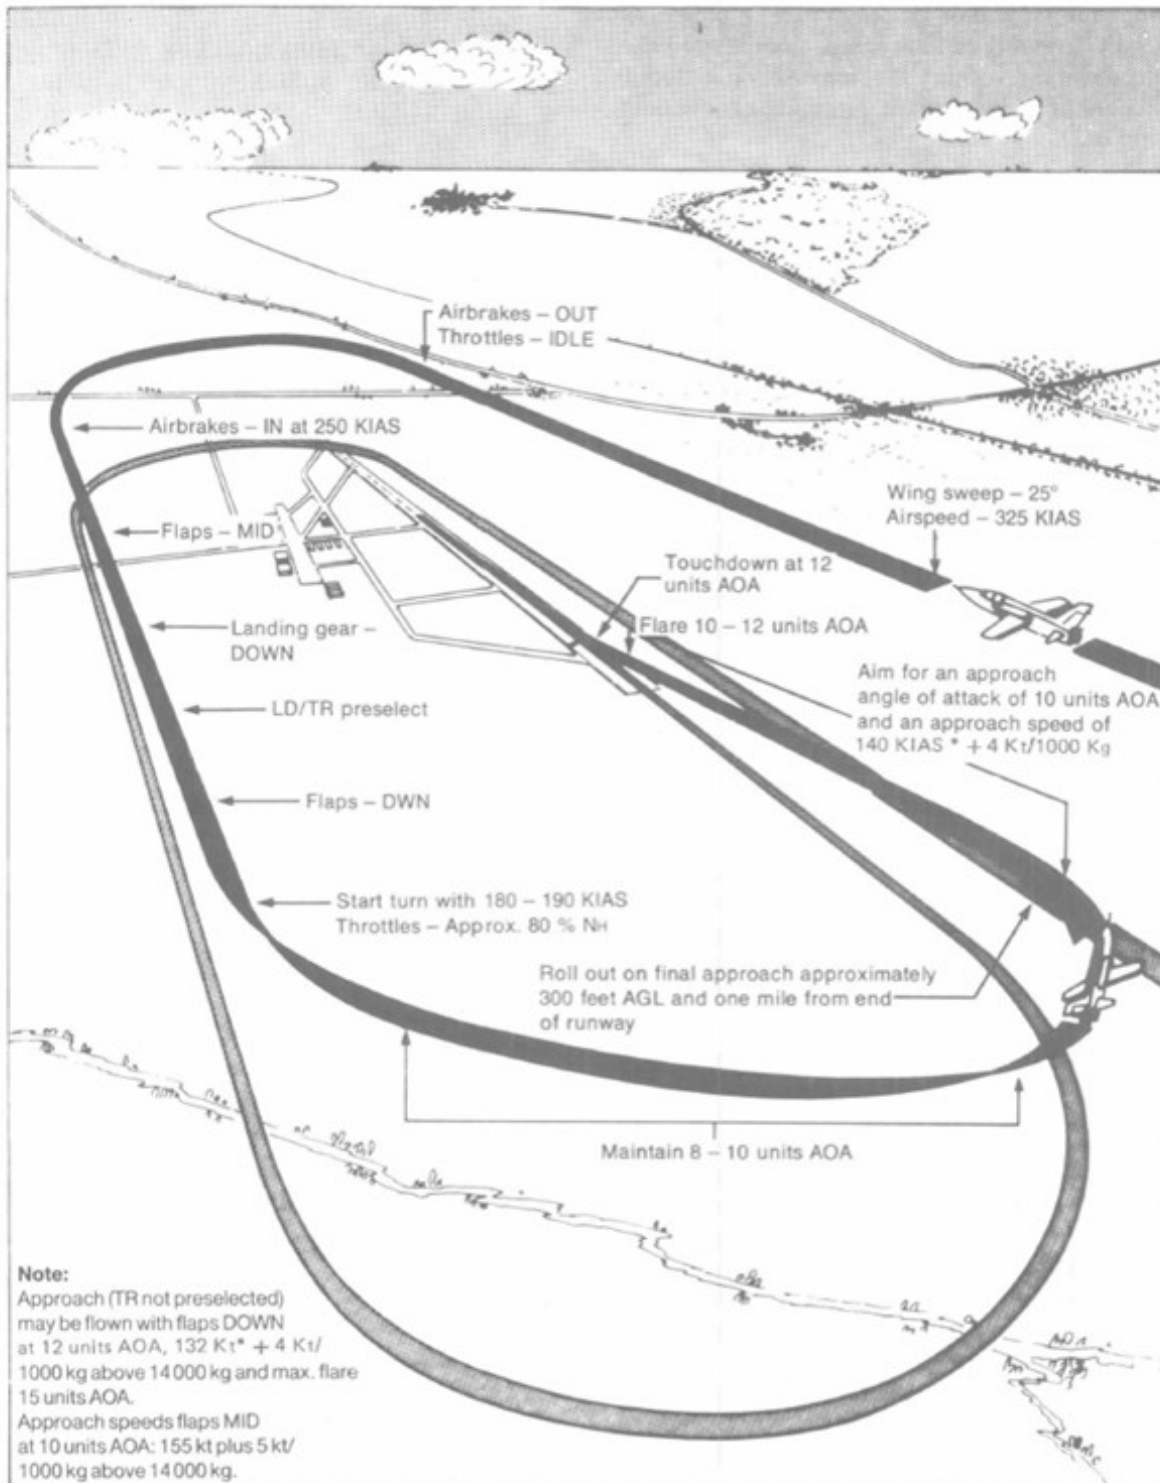 Airbrakes – OUT
Throttles – IDLE
Airbrakes – IN at 250 KIAS
Wing sweep – 25°
Airspeed – 325 KIAS
Flaps – MID
Touchdown at 12
units AOA
Flare 10 – 12 units AOA
Landing gear –
DOWN
Aim for an approach
angle of attack of 10 units AOA
and an approach speed of
140 KIAS * + 4 Kt/1000 Kg
LD/TR preselect
Flaps – DWN
Start turn with 180 – 190 KIAS
Throttles – Approx. 80 % NH
Roll out on final approach approximately
300 feet AGL and one mile from end
of runway
Maintain 8 – 10 units AOA
Note:
Approach (TR not preselected)
may be flown with flaps DOWN
at 12 units AOA, 132 Kt* + 4 Kt/
1000 kg above 14000 kg and max. flare
15 units AOA.
Approach speeds flaps MID
at 10 units AOA: 155 kt plus 5 kt/
1000 kg above 14000 kg.